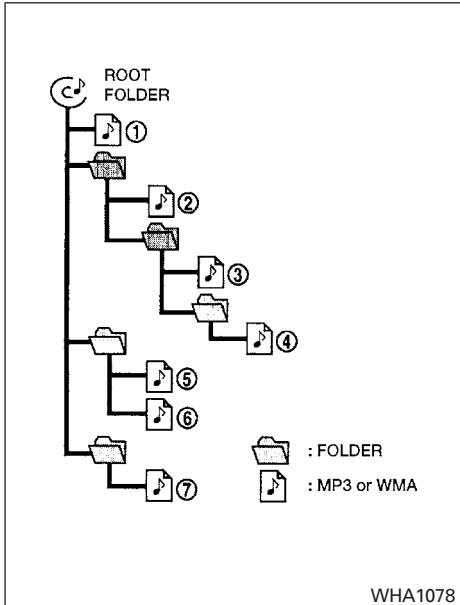 ROOT
FOLDER
①
②
③
④
⑤
⑥
⑦
: FOLDER
: MP3 or WMA
WHA1078